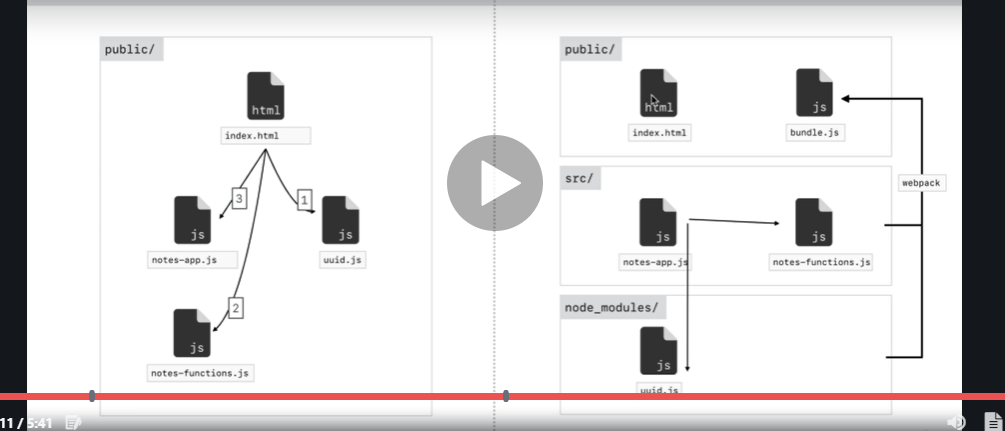 public/
html
index.html
3
1
js
notes-app.js
js
uuid.js
2
js
notes-functions.js
public/
html
index.html
js
bundle.js
webpack
src/
js
notes-app.js
js
notes-functions.js
node_modules/
js
uuid.js
11 / 5:41